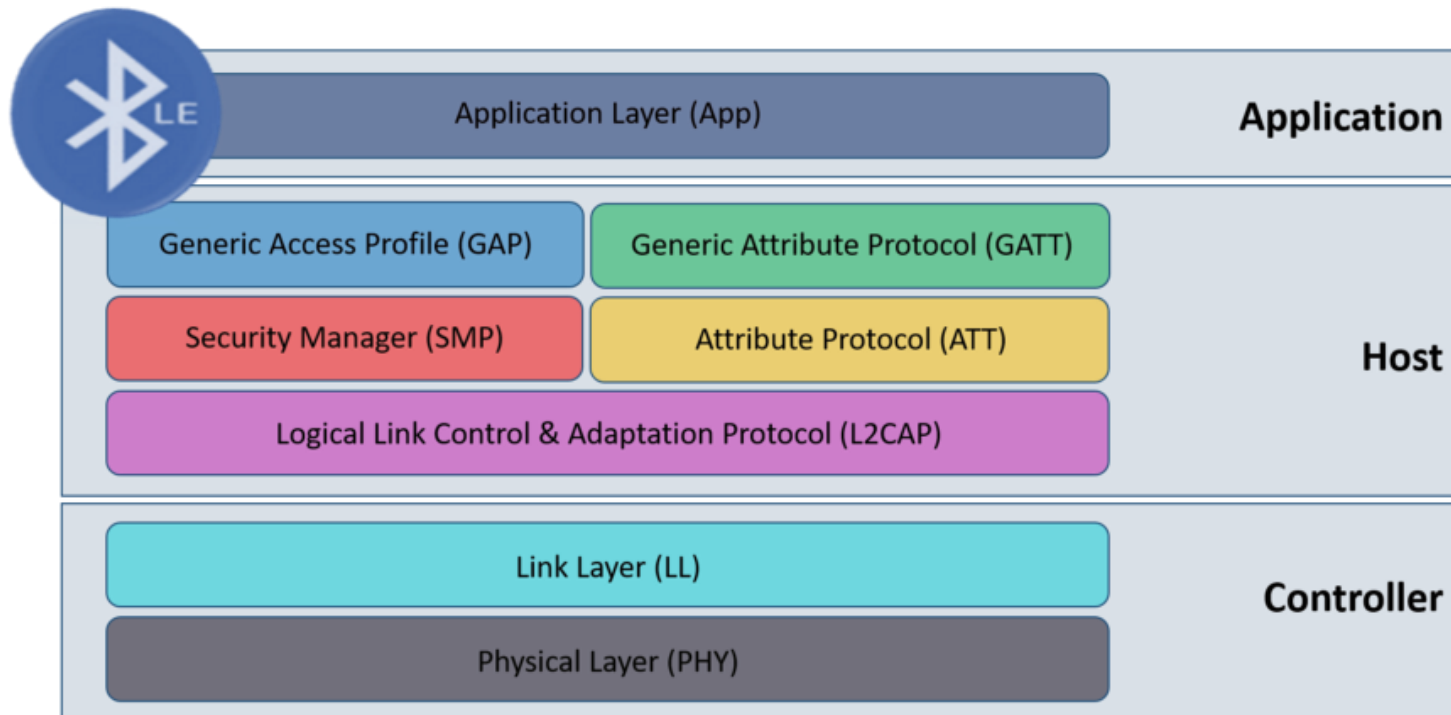 LE
Application Layer (App)
Application
Generic Access Profile (GAP)
Generic Attribute Protocol (GATT)
Security Manager (SMP)
Attribute Protocol (ATT)
Host
Logical Link Control & Adaptation Protocol (L2CAP)
Link Layer (LL)
Controller
Physical Layer (PHY)